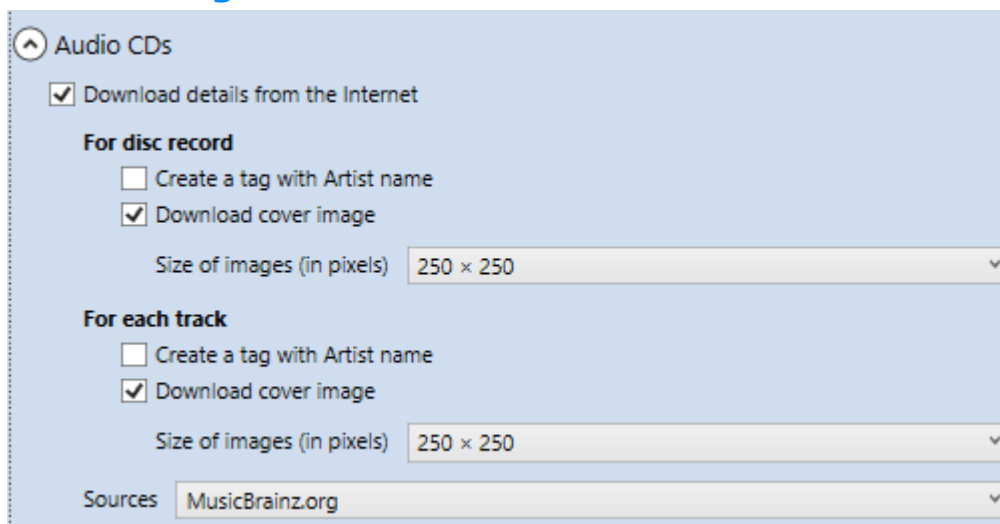 Audio CDs
Download details from the Internet
For disc record
Create a tag with Artist name
Download cover image
Size of images (in pixels) 250 × 250
For each track
Create a tag with Artist name
Download cover image
Size of images (in pixels) 250 × 250
Sources MusicBrainz.org